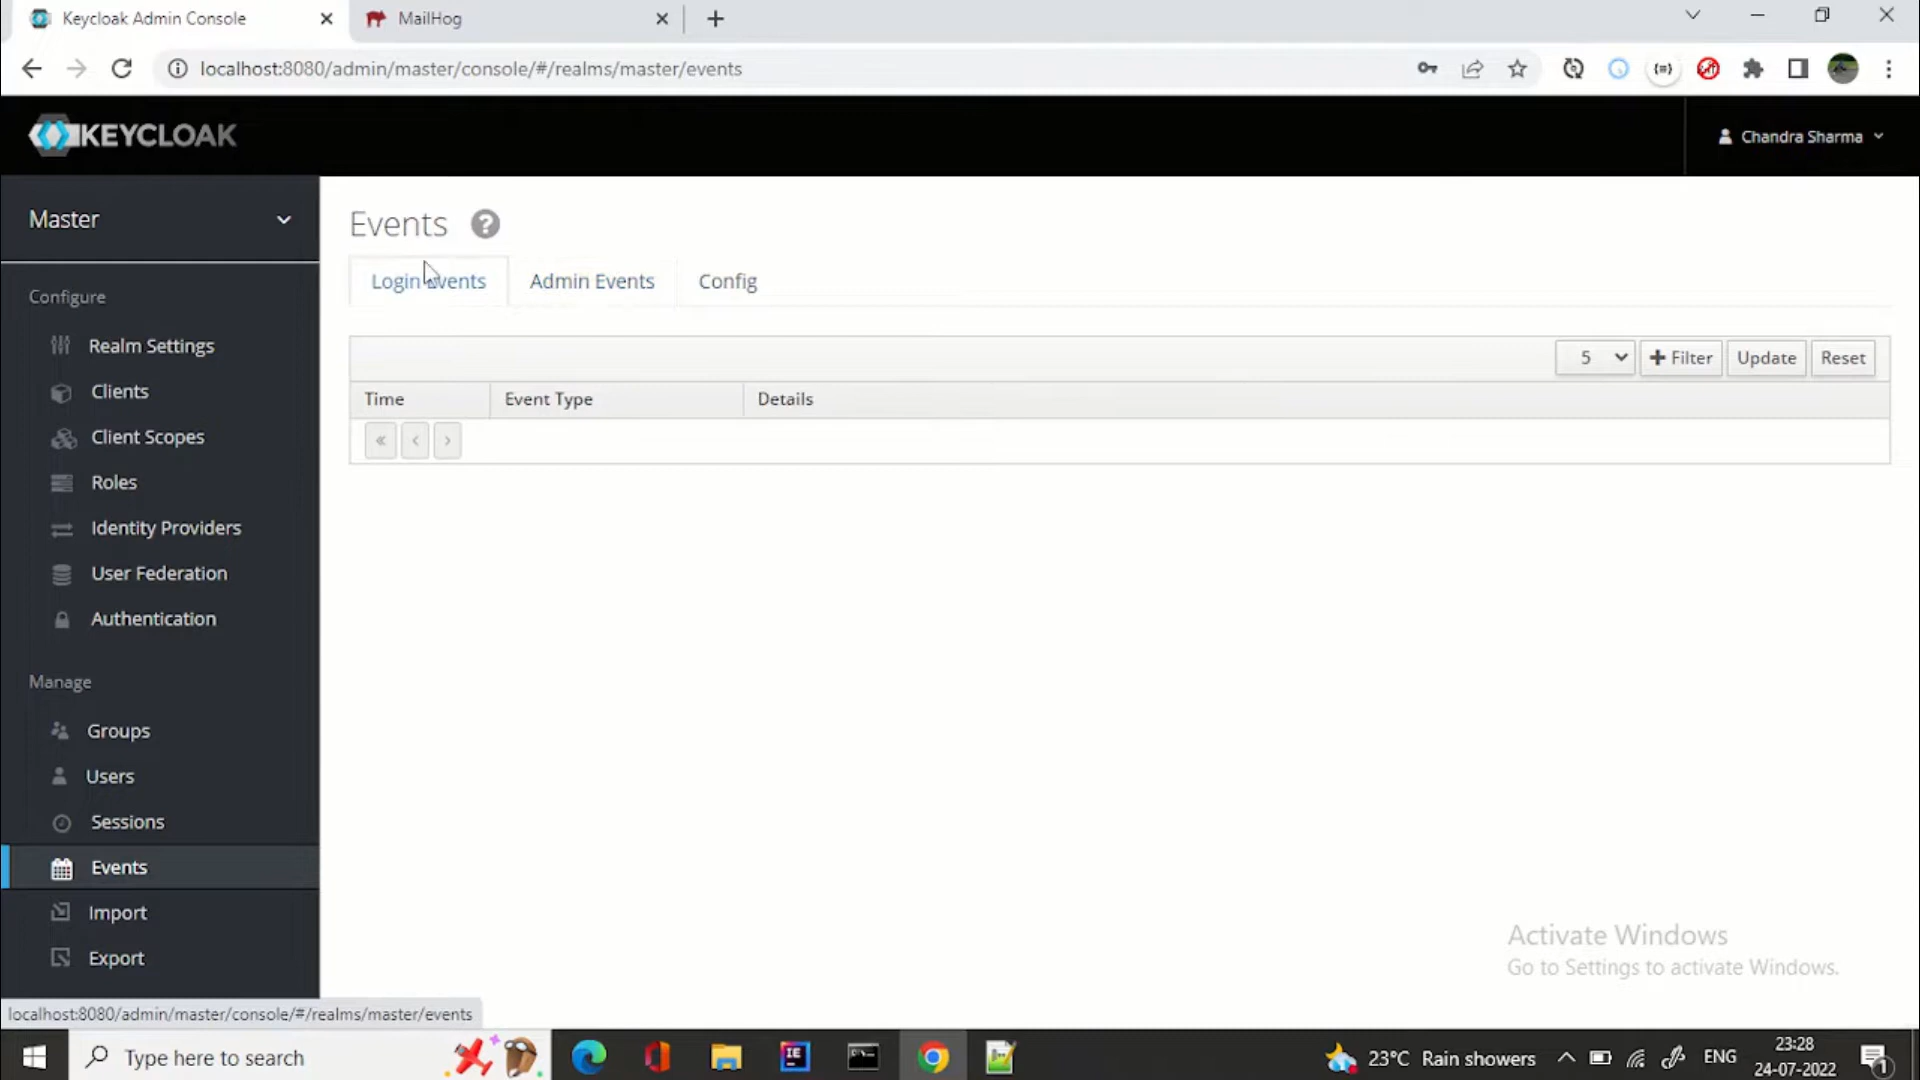 Keycloak Admin Console
MailHog
localhost:8080/admin/master/console/#/realms/master/events
KEYCLOAK
Chandra Sharma
Master
Configure
Realm Settings
Clients
Client Scopes
Roles
Identity Providers
User Federation
Authentication
Manage
Groups
Users
Sessions
Events
Import
Export
Events
Login Events
Admin Events
Config
5
Filter
Update
Reset
Time
Event Type
Details
Activate Windows
Go to Settings to activate Windows.
localhost:8080/admin/master/console/#/realms/master/events
Type here to search
23°C Rain showers
ENG
23:28
24-07-2022
1